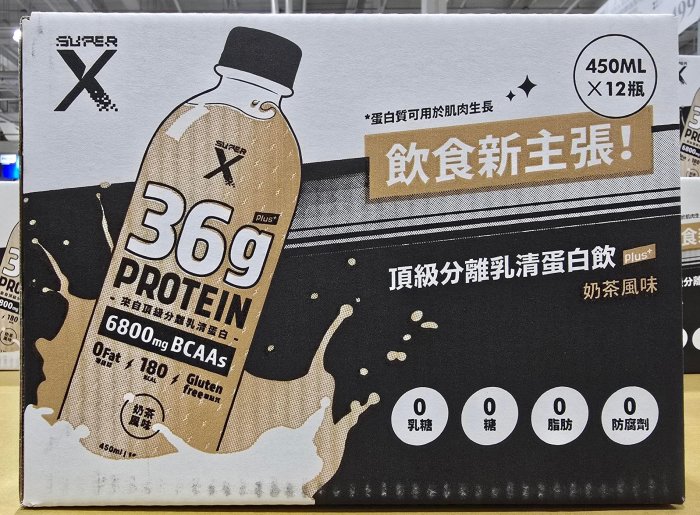 SUPER
X
450ML
×12瓶
*蛋白質可用於肌肉生長
飲食新主張!
頂級分離乳清蛋白飲 plus+
奶茶風味
SUPER
X
36g plus+
PROTEIN
- 來自頂級分離乳清蛋白 -
6800mg BCAAs
0Fat
180
KCAL
Gluten
free
奶茶
風味
450ml
0
乳糖
0
糖
0
脂肪
0
防腐劑